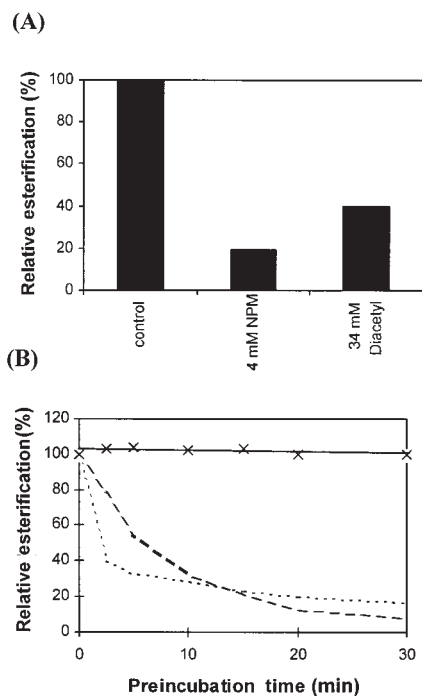 (A)
Relative esterification (%)
100
80
60
40
20
0
control
4 mM NPM
34 mM
Diacetyl
(B)
Relative esterification(%)
120
100
80
60
40
20
0
0
10
20
30
Preincubation time (min)